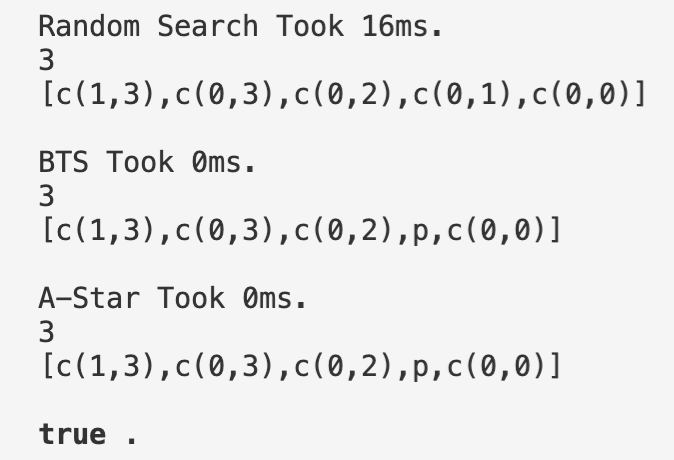 Random Search Took 16ms.
3
[c(1,3),c(0,3),c(0,2),c(0,1),c(0,0)]
BTS Took 0ms.
3
[c(1,3),c(0,3),c(0,2),p,c(0,0)]
A-Star Took 0ms.
3
[c(1,3),c(0,3),c(0,2),p,c(0,0)]
true .